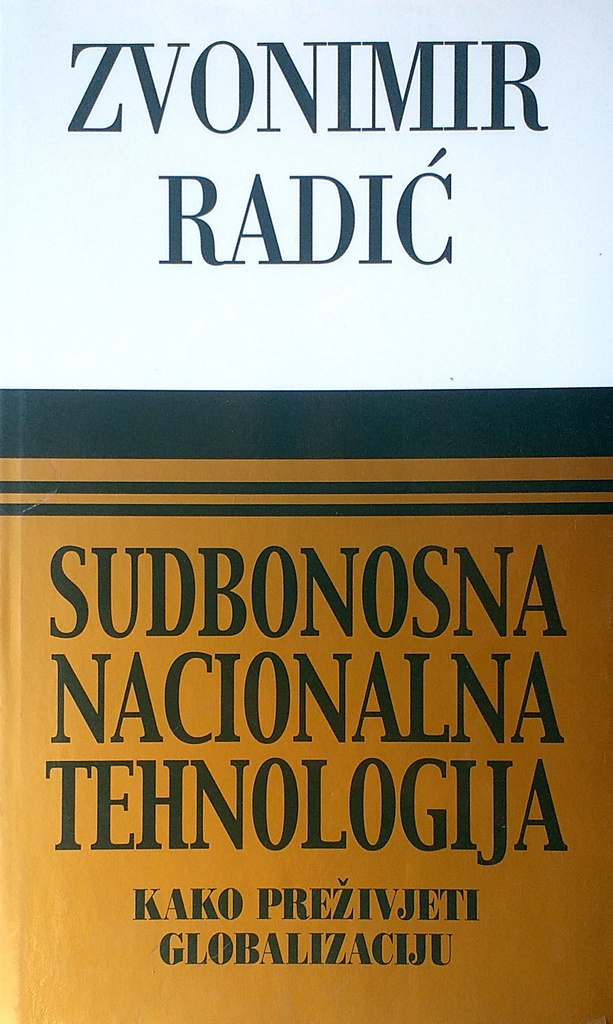 ZVONIMIR
RADIĆ
SUDBONOSNA
NACIONALNA
TEHNOLOGIJA
KAKO PREŽIVJETI
GLOBALIZACIJU